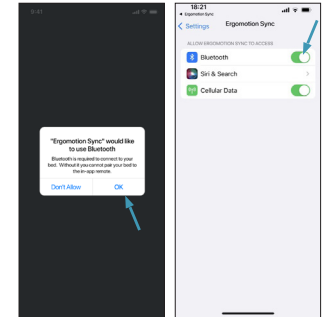 9:41
"Ergomotion Sync" would like
to use Bluetooth
Bluetooth is required to connect to your
bed. Without it you cannot pair your bed to
the in-app remote.
Don't Allow OK
18:21
◀ Ergomotion Sync
Settings Ergomotion Sync
ALLOW ERGOMOTION SYNC TO ACCESS
Bluetooth
Siri & Search
Cellular Data